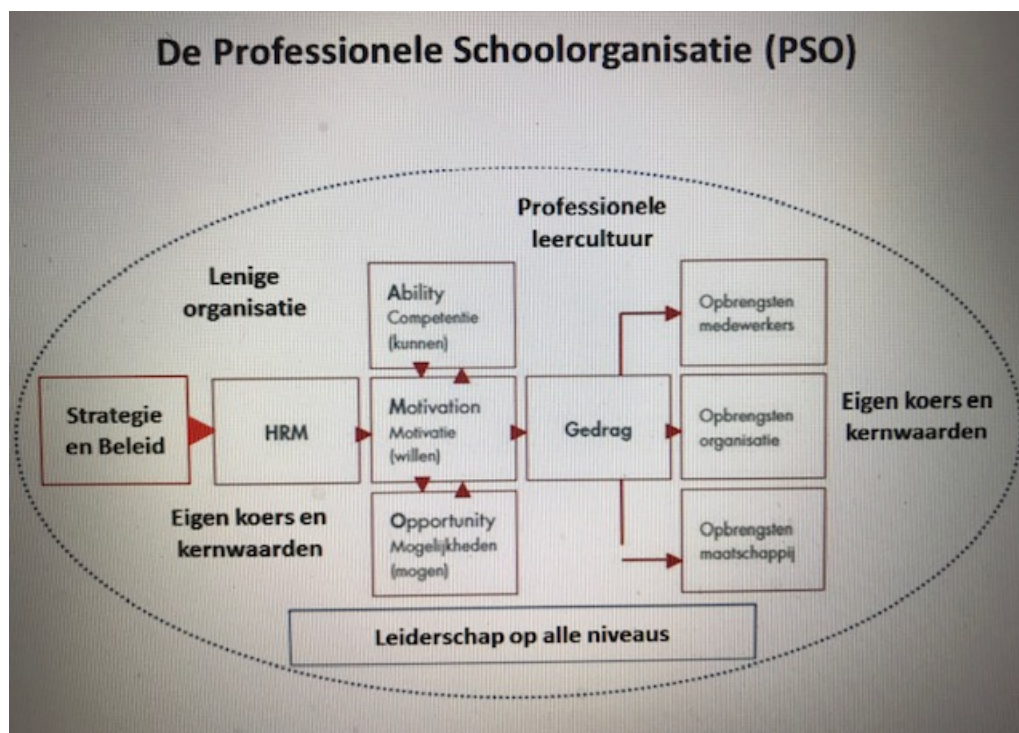 De Professionele Schoolorganisatie (PSO)
Professionele
leercultuur
Lenige
organisatie
Ability
Competentie
(kunnen)
Opbrengsten
medewerkers
Strategie
en Beleid
HRM
Motivation
Motivatie
(willen)
Gedrag
Opbrengsten
organisatie
Eigen koers en
kernwaarden
Eigen koers en
kernwaarden
Opportunity
Mogelijkheden
(mogen)
Opbrengsten
maatschappij
Leiderschap op alle niveaus